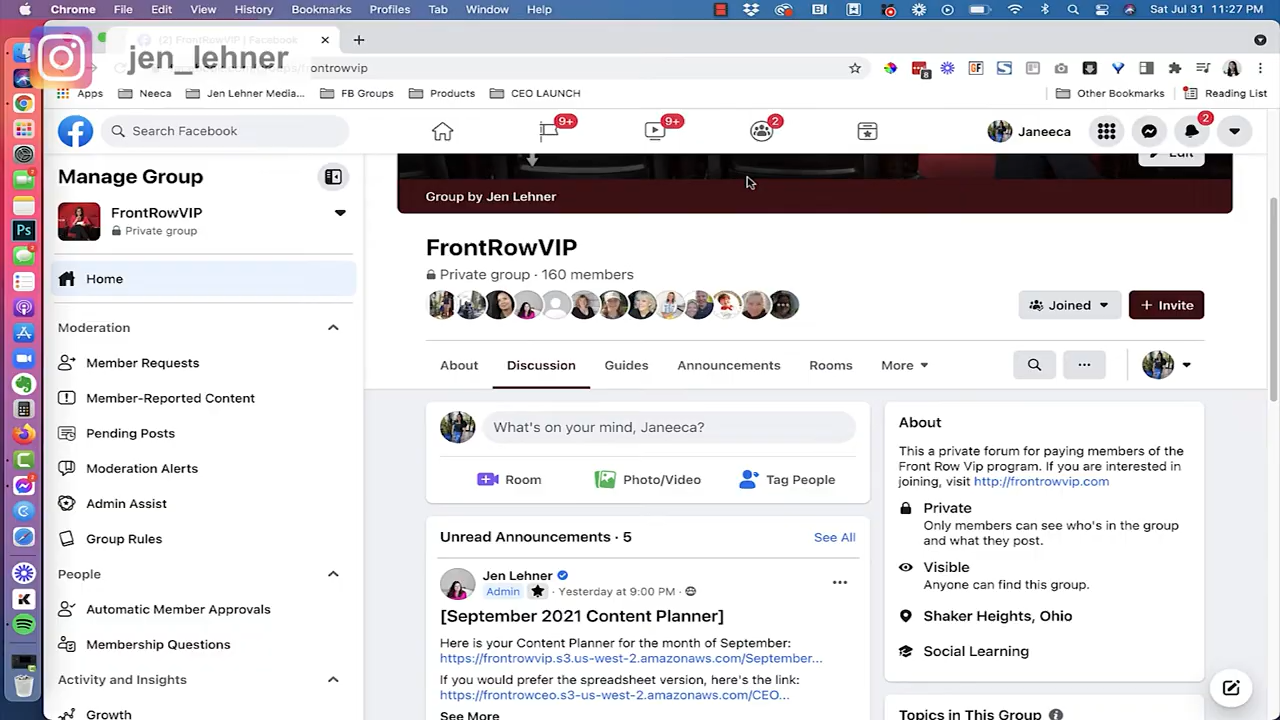 Chrome File Edit View History Bookmarks Profiles Tab Window Help Sat Jul 31 11:27 PM
jen_lehner
(2) FrontRowVIP | Facebook
frontrowvip
8
GF
Apps Neeca Jen Lehner Media... FB Groups Products CEO LAUNCH Other Bookmarks Reading List
Search Facebook 9+ 9+ 2 Janeeca 2
Manage Group
FrontRowVIP
Private group
Home
Moderation
Member Requests
Member-Reported Content
Pending Posts
Moderation Alerts
Admin Assist
Group Rules
People
Automatic Member Approvals
Membership Questions
Activity and Insights
Growth
Edit
Group by Jen Lehner
FrontRowVIP
Private group · 160 members
Joined + Invite
About Discussion Guides Announcements Rooms More
What's on your mind, Janeeca?
Room Photo/Video Tag People
Unread Announcements · 5 See All
Jen Lehner
Admin · Yesterday at 9:00 PM ·
[September 2021 Content Planner]
Here is your Content Planner for the month of September:
https://frontrowvip.s3.us-west-2.amazonaws.com/September...
If you would prefer the spreadsheet version, here's the link:
https://frontrowceo.s3-us-west-2.amazonaws.com/CEO...
See More
About
This a private forum for paying members of the
Front Row Vip program. If you are interested in
joining, visit http://frontrowvip.com
Private
Only members can see who's in the group
and what they post.
Visible
Anyone can find this group.
Shaker Heights, Ohio
Social Learning
Topics in This Group
Ps